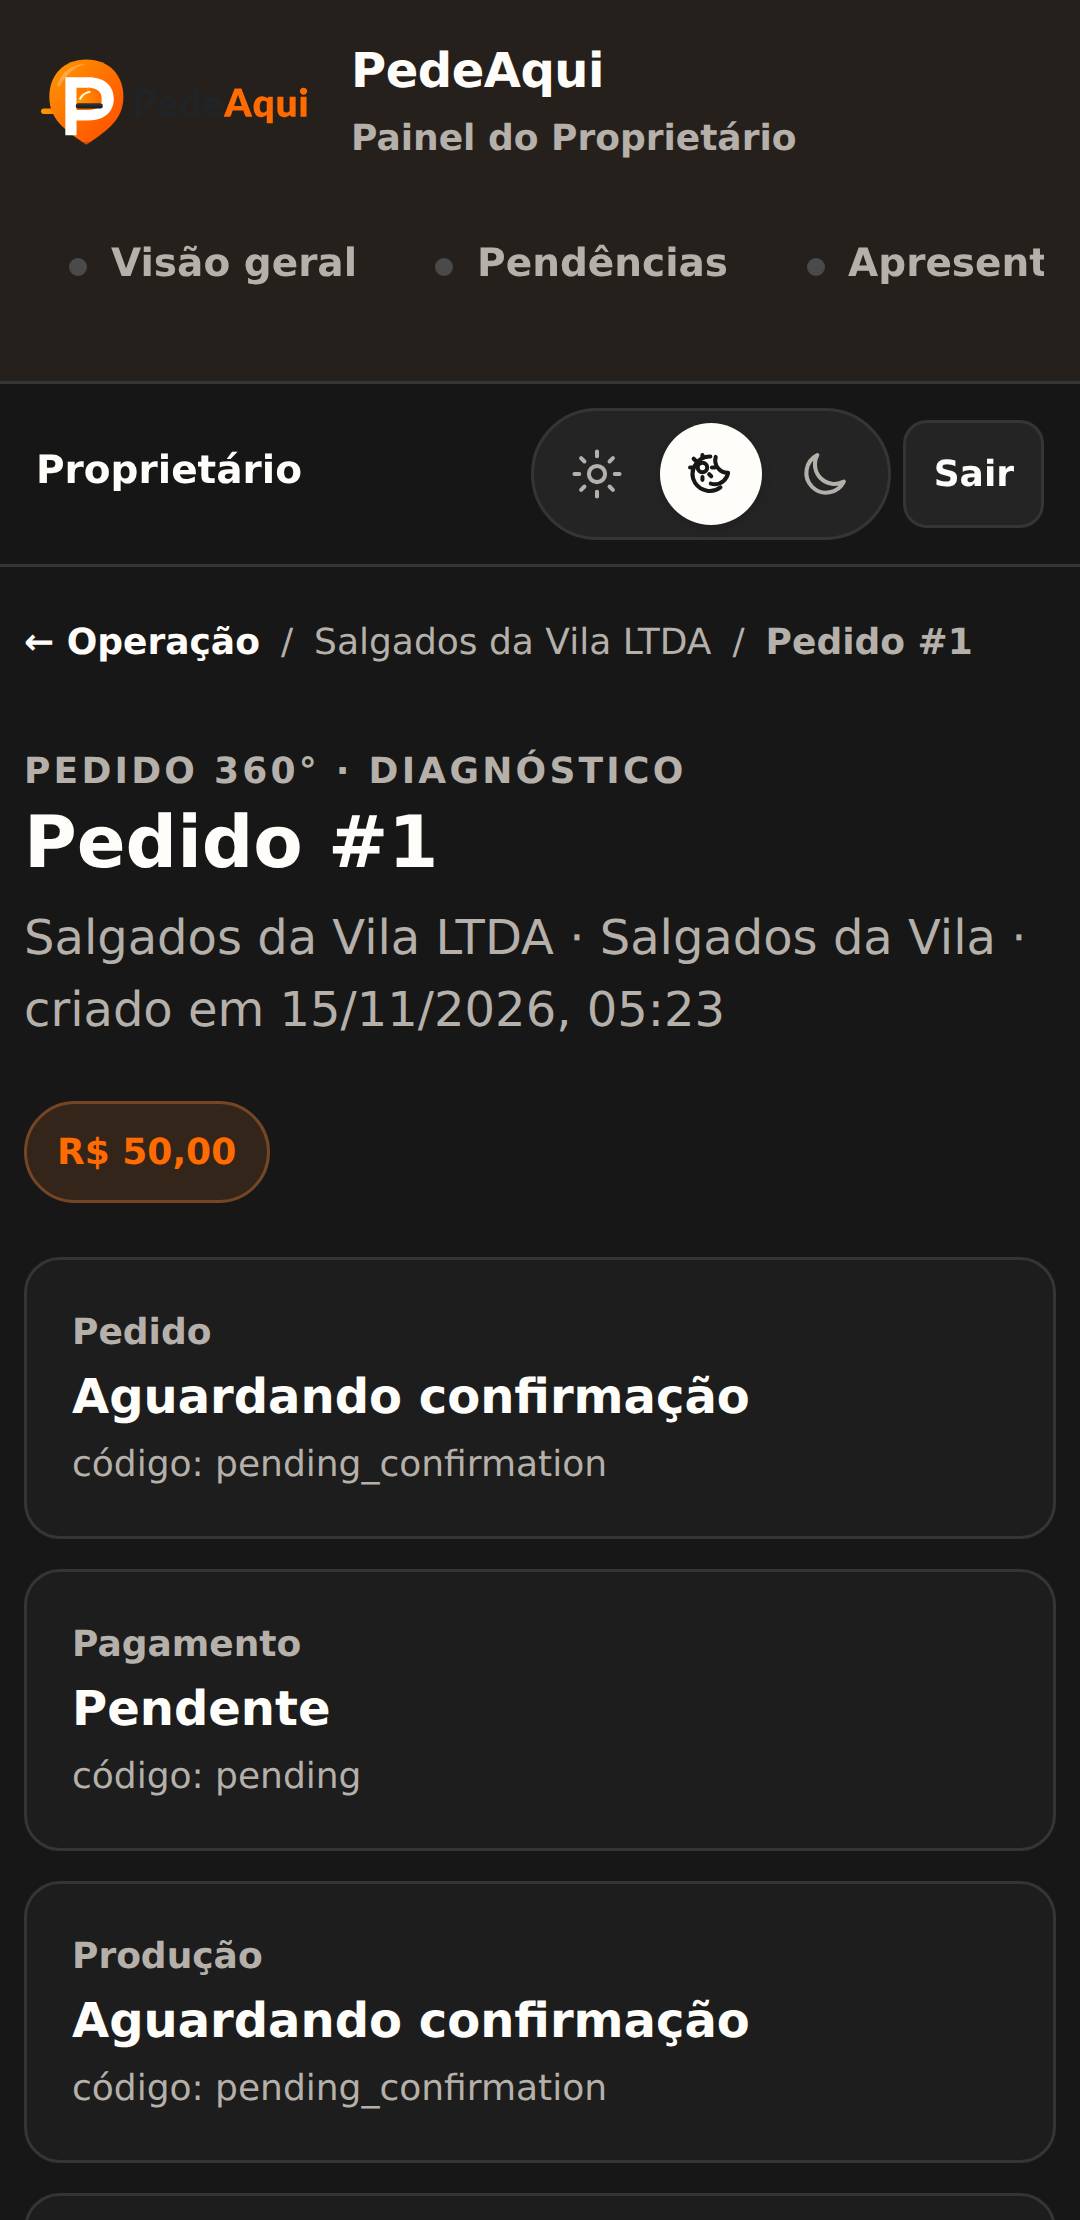 PedeAqui
PedeAqui
Painel do Proprietário
Visão geral
Pendências
Apresent
Proprietário
Sair
← Operação / Salgados da Vila LTDA / Pedido #1
PEDIDO 360° · DIAGNÓSTICO
Pedido #1
Salgados da Vila LTDA · Salgados da Vila ·
criado em 15/11/2026, 05:23
R$ 50,00
Pedido
Aguardando confirmação
código: pending_confirmation
Pagamento
Pendente
código: pending
Produção
Aguardando confirmação
código: pending_confirmation